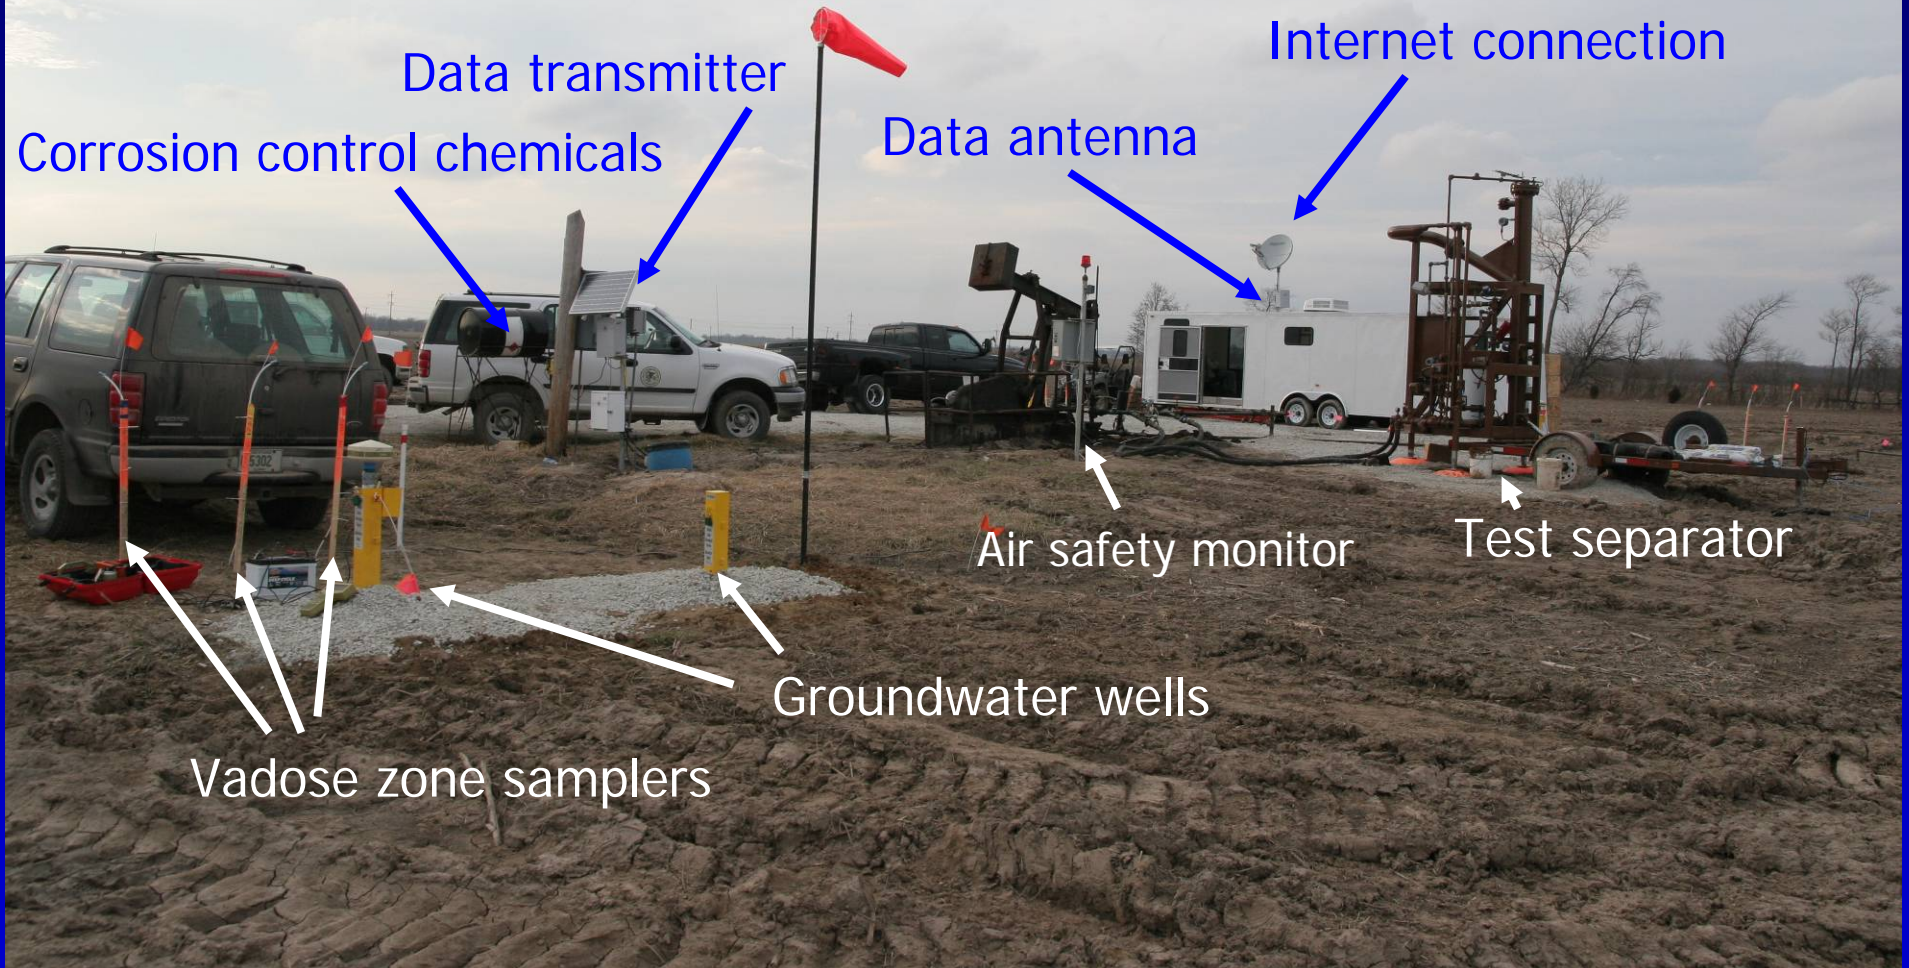 Internet connection
Data transmitter
Data antenna
Corrosion control chemicals
Air safety monitor
Test separator
Groundwater wells
Vadose zone samplers